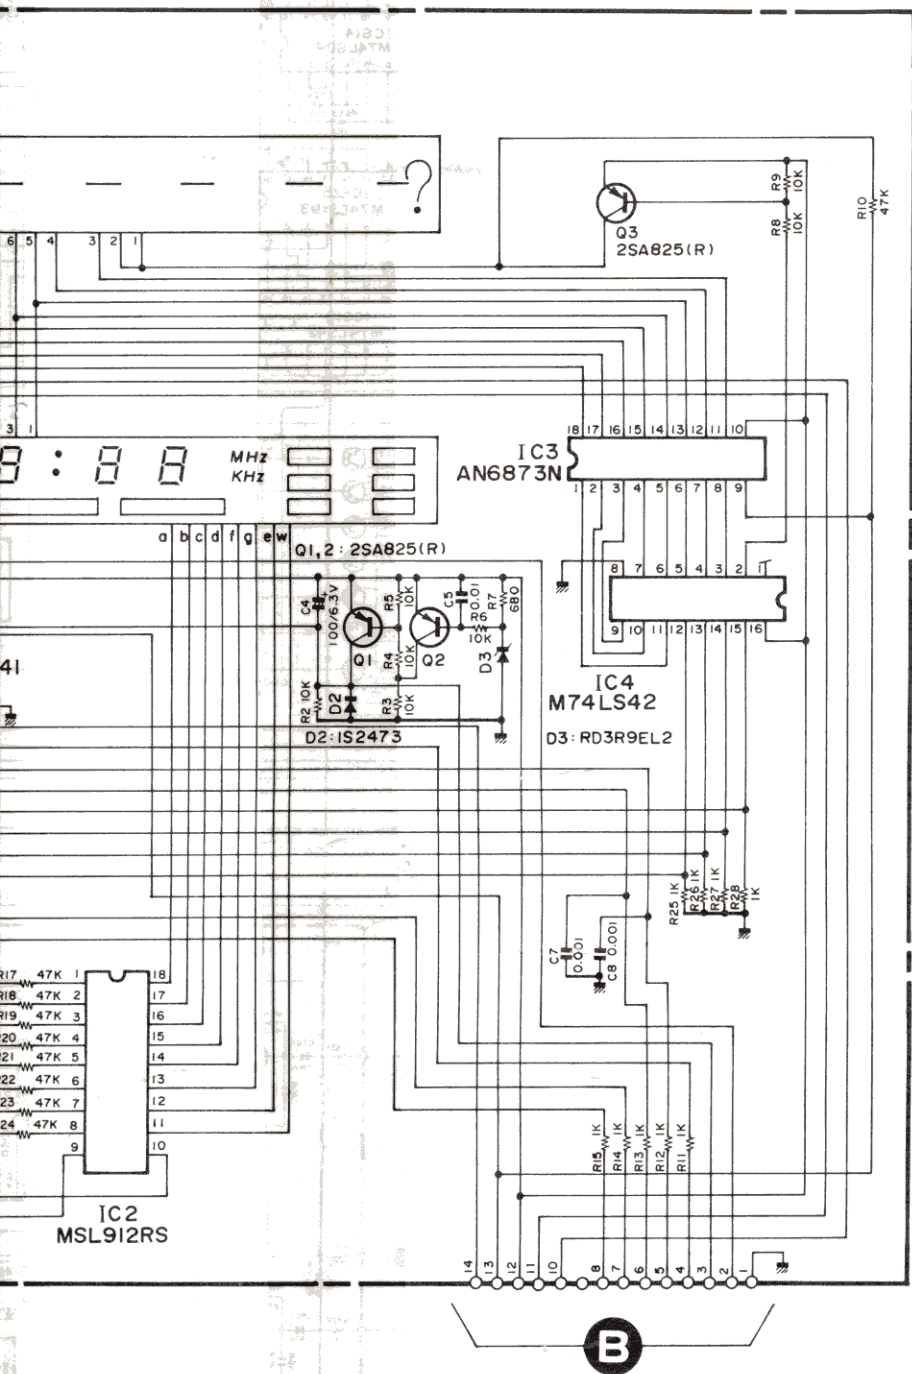 ?
6 5 4 3 2 1
R9 10K
R8 10K
R10 47K
Q3
2SA825(R)
3 1
8 : 8 8
MHz
KHz
18 17 16 15 14 13 12 11 10
IC3
AN6873N
1 2 3 4 5 6 7 8 9
a b c d f g e w
Q1,2: 2SA825(R)
8 7 6 5 4 3 2 1
9 10 11 12 13 14 15 16
IC4
M74LS42
C4 100/6.3V +
R5 10K
C5 0.01
R7 680
R6
10K
Q1
R4 10K
Q2
D3
R2 10K
D2
R3 10K
D2:1S2473
D3:RD3R9EL2
41
R25 1K
R26 1K
R27 1K
R28 1K
C7 0.001
C8 0.001
R17 47K 1 18
R18 47K 2 17
R19 47K 3 16
R20 47K 4 15
R21 47K 5 14
R22 47K 6 13
R23 47K 7 12
R24 47K 8 11
9 10
IC2
MSL912RS
R15 1K
R14 1K
R13 1K
R12 1K
R11 1K
14 13 12 11 10 8 7 6 5 4 3 2 1
B